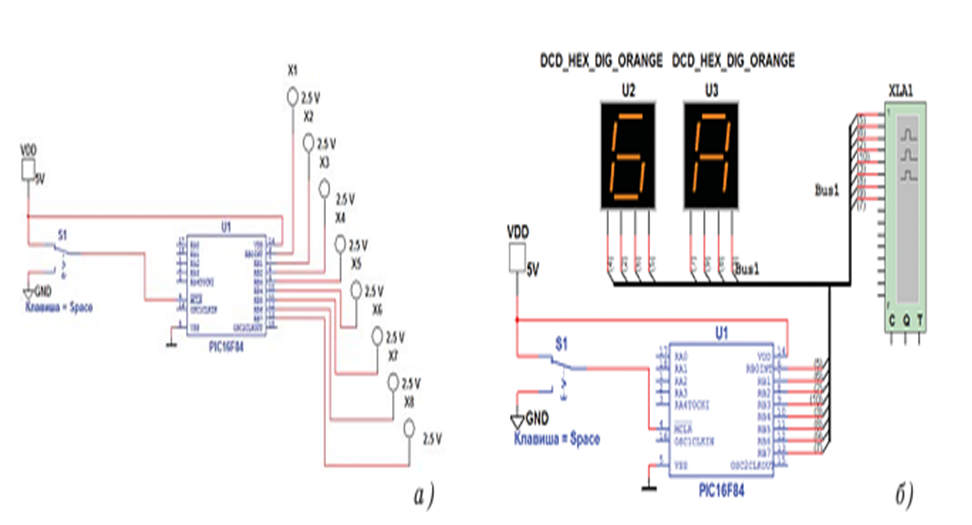 X1
2.5 V
X2
2.5 V
X3
2.5 V
X4
2.5 V
X5
2.5 V
X6
2.5 V
X7
2.5 V
X8
2.5 V
VDD
5V
S1
GND
Клавиша = Space
U1
VSS
PIC16F84
а)
DCD_HEX_DIG_ORANGE DCD_HEX_DIG_ORANGE
U2 U3
6 A
XLA1
Bus1
Bus1
C Q T
VDD
5V
S1
GND
Клавиша = Space
U1
RA0 VDD
RA1 RB0INT
RA2 RB1
RA3 RB2
RA4T0CKI RB3
RB4
MCLR RB5
OSC1CLKIN RB6
RB7
VSS OSC2CLKOUT
PIC16F84
б)